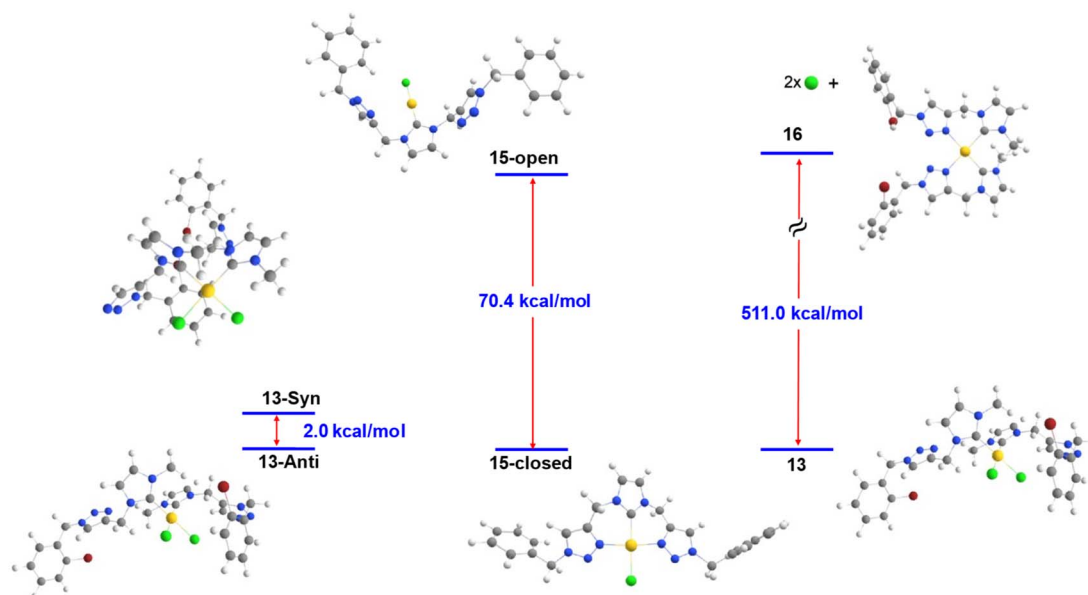 2x +
16
15-open
70.4 kcal/mol
511.0 kcal/mol
13-Syn
2.0 kcal/mol
13-Anti
15-closed
13